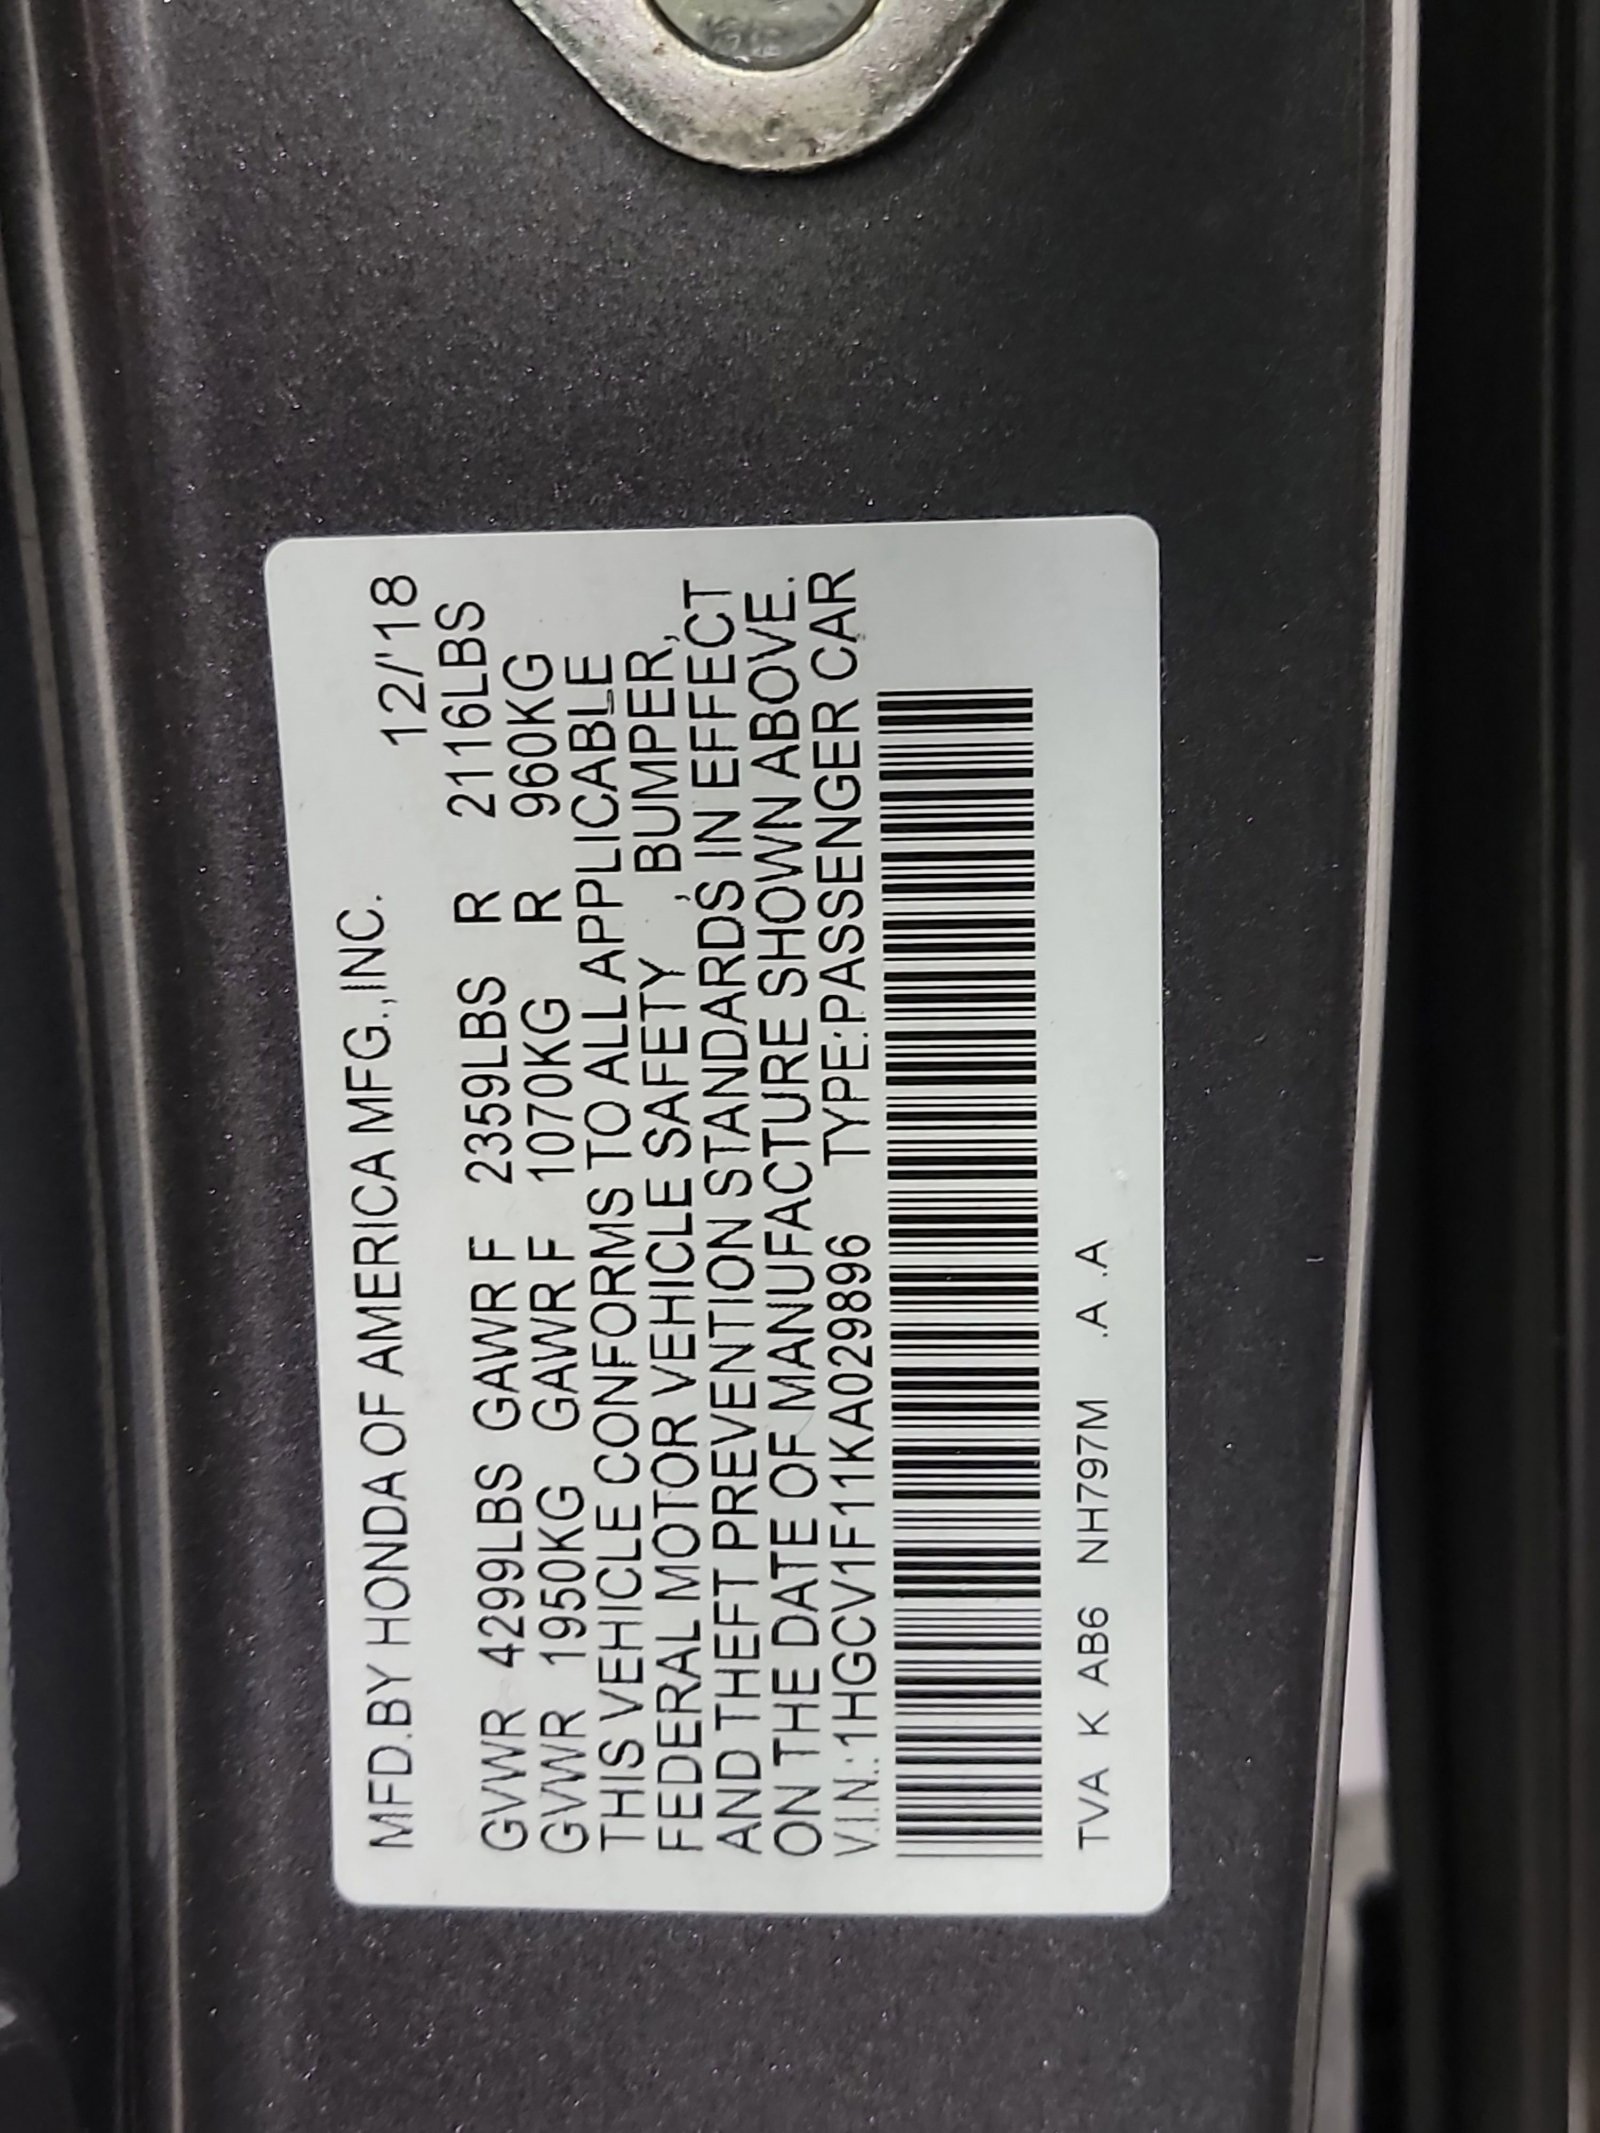 MFD.BY HONDA OF AMERICA MFG.,INC. 12/'18
GVWR 4299LBS GAWR F 2359LBS R 2116LBS
GVWR 1950KG GAWR F 1070KG R 960KG
THIS VEHICLE CONFORMS TO ALL APPLICABLE
FEDERAL MOTOR VEHICLE SAFETY , BUMPER,
AND THEFT PREVENTION STANDARDS IN EFFECT
ON THE DATE OF MANUFACTURE SHOWN ABOVE.
V.I.N.:1HGCV1F11KA029896 TYPE:PASSENGER CAR
TVA K AB6 NH797M .A .A